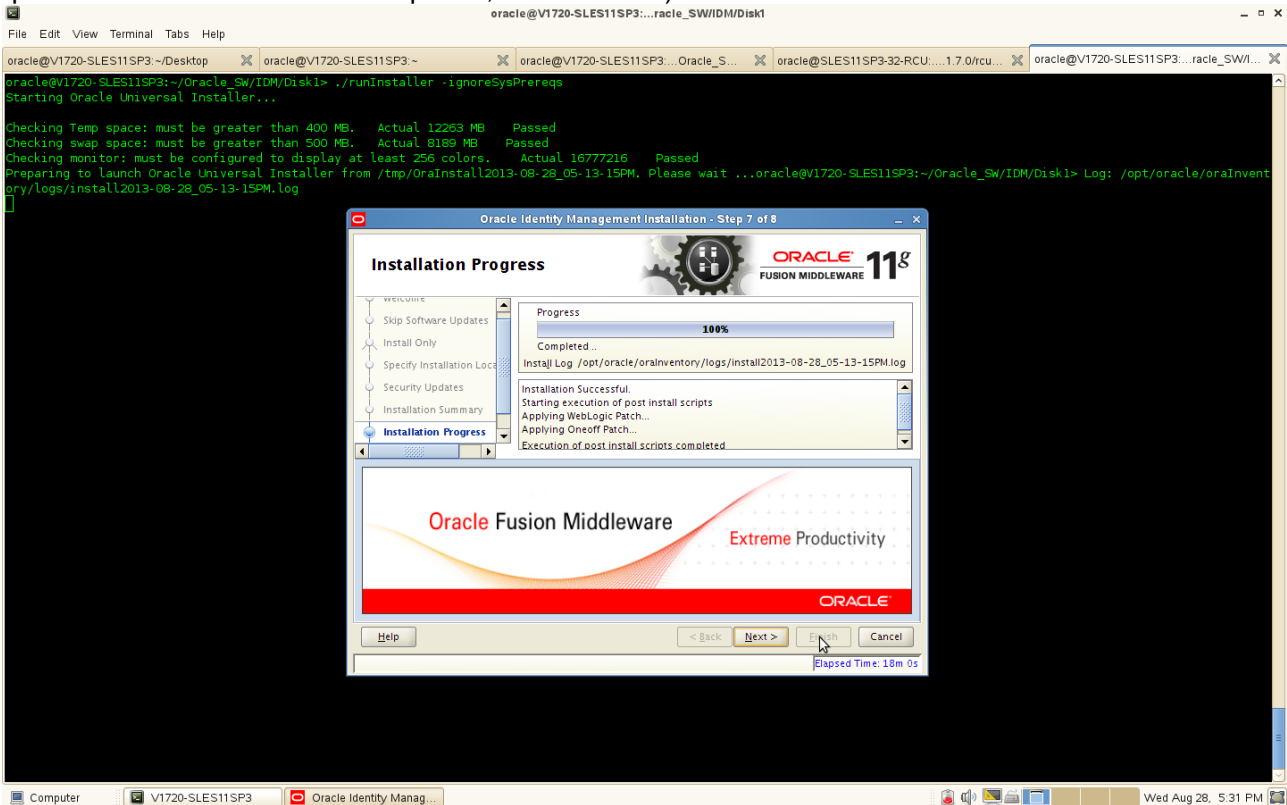 oracle@V1720-SLES11SP3:...racle_SW/IDM/Disk1
File Edit View Terminal Tabs Help
oracle@V1720-SLES11SP3:~/Desktop
oracle@V1720-SLES11SP3:~
oracle@V1720-SLES11SP3:...Oracle_S...
oracle@SLES11SP3-32-RCU:....1.7.0/rcu...
oracle@V1720-SLES11SP3:...racle_SW/I...
oracle@V1720-SLES11SP3:~/Oracle_SW/IDM/Disk1> ./runInstaller -ignoreSysPrereqs
Starting Oracle Universal Installer...
Checking Temp space: must be greater than 400 MB.   Actual 12263 MB    Passed
Checking swap space: must be greater than 500 MB.   Actual 8189 MB    Passed
Checking monitor: must be configured to display at least 256 colors.    Actual 16777216    Passed
Preparing to launch Oracle Universal Installer from /tmp/OraInstall2013-08-28_05-13-15PM. Please wait ...oracle@V1720-SLES11SP3:~/Oracle_SW/IDM/Disk1> Log: /opt/oracle/oraInvent
ory/logs/install2013-08-28_05-13-15PM.log
Oracle Identity Management Installation - Step 7 of 8
Installation Progress
ORACLE
FUSION MIDDLEWARE 11g
Welcome
Skip Software Updates
Install Only
Specify Installation Loca
Security Updates
Installation Summary
Installation Progress
Progress
100%
Completed ..
Install Log /opt/oracle/oraInventory/logs/install2013-08-28_05-13-15PM.log
Installation Successful.
Starting execution of post install scripts
Applying WebLogic Patch...
Applying Oneoff Patch...
Execution of post install scripts completed
Oracle Fusion Middleware
Extreme Productivity
ORACLE
Help
< Back
Next >
Finish
Cancel
Elapsed Time: 18m 0s
Computer
V1720-SLES11SP3
Oracle Identity Manag...
Wed Aug 28, 5:31 PM